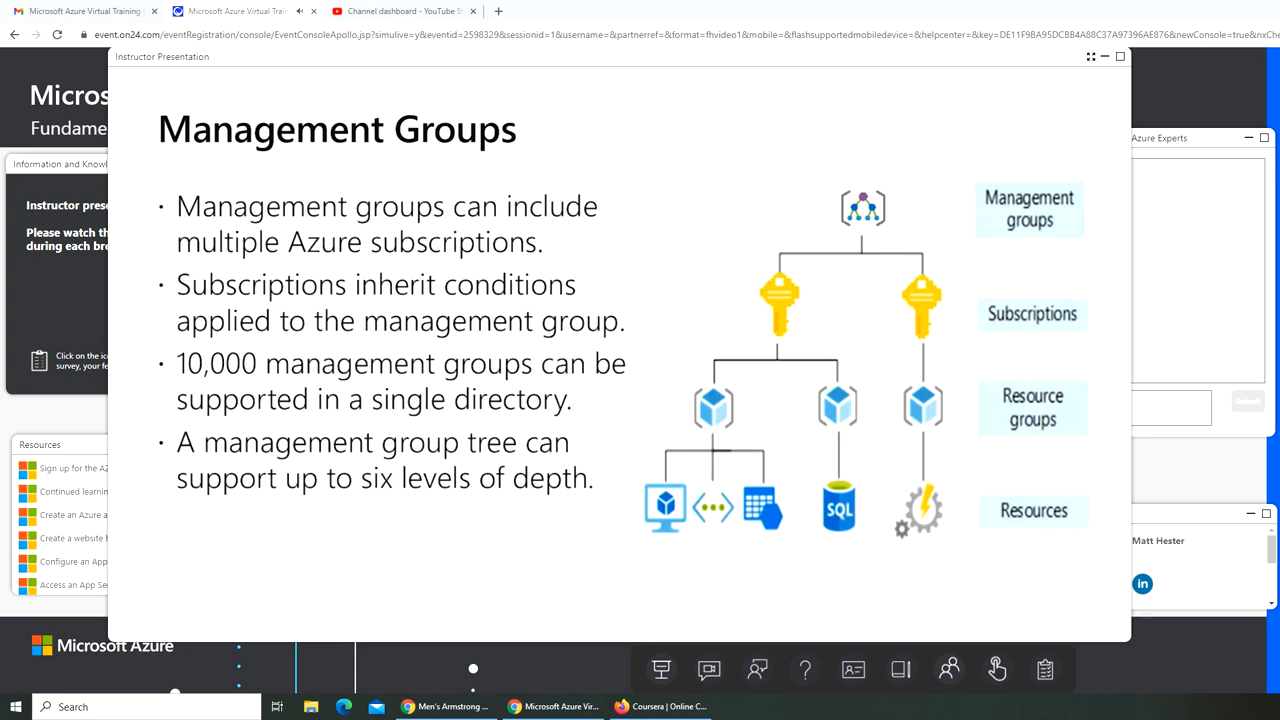 Microsoft Azure Virtual Training
Microsoft Azure Virtual Train
Channel dashboard - YouTube St
event.on24.com/eventRegistration/console/EventConsoleApollo.jsp?simulive=y&eventid=2598329&sessionid=1&username=&partnerref=&format=fhvideo1&mobile=&flashsupportedmobiledevice=&helpcenter=&key=DE11F9BA95DCBB4A88C37A97396AE876&newConsole=true&nxChe
Instructor Presentation
Micros
Fundame
Information and Knowl
Instructor prese
Please watch th
during each bre
Click on the ico
survey, your fe
Resources
Sign up for the AZ
Continued learnin
Create an Azure a
Create a website h
Configure an App
Access an App Se
Management Groups
· Management groups can include
multiple Azure subscriptions.
· Subscriptions inherit conditions
applied to the management group.
· 10,000 management groups can be
supported in a single directory.
· A management group tree can
support up to six levels of depth.
Management
groups
Subscriptions
Resource
groups
Resources
SQL
Azure Experts
Submit
Matt Hester
in
Microsoft Azure
Search
Men's Armstrong ...
Microsoft Azure Vir...
Coursera | Online C...